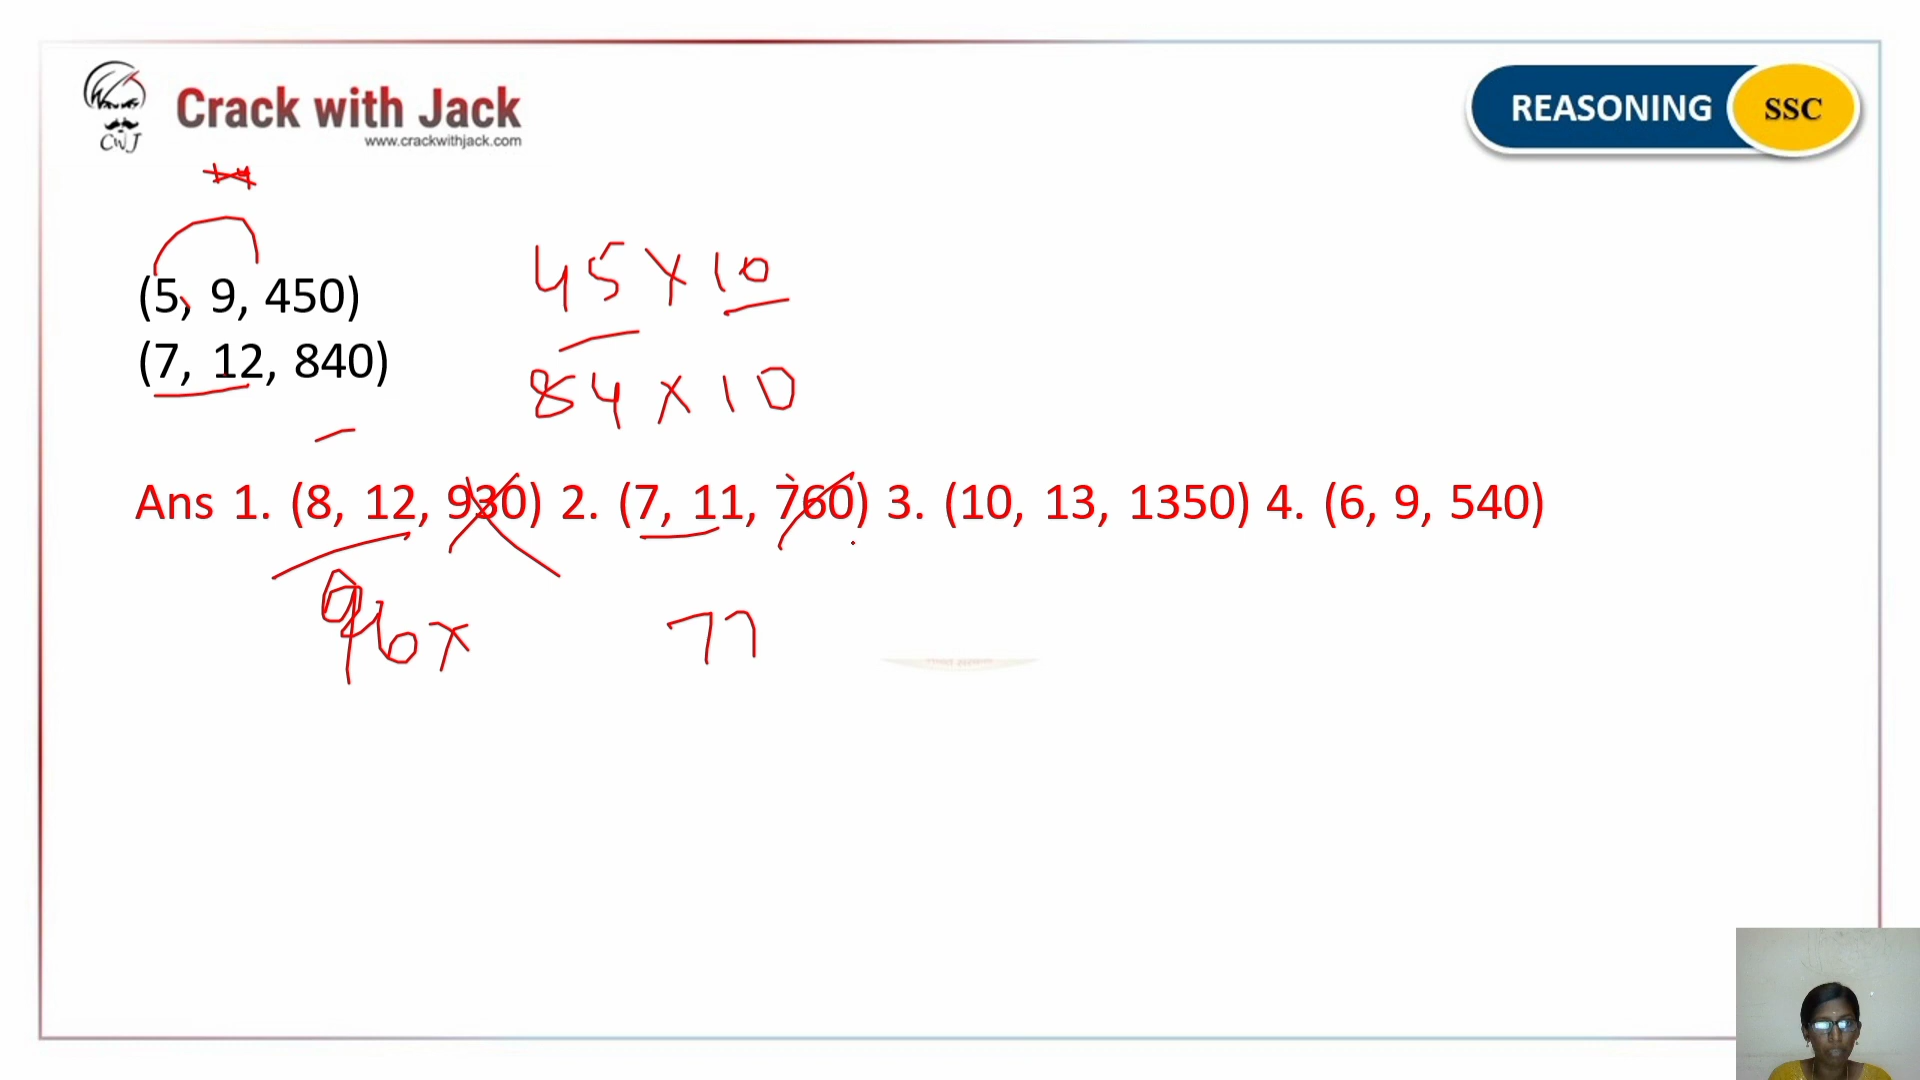 Crack with Jack
www.crackwithjack.com
CWJ
REASONING SSC
(5, 9, 450)
45 x 10
(7, 12, 840)
84 x 10
Ans 1. (8, 12, 930) 2. (7, 11, 760) 3. (10, 13, 1350) 4. (6, 9, 540)
96 x
77